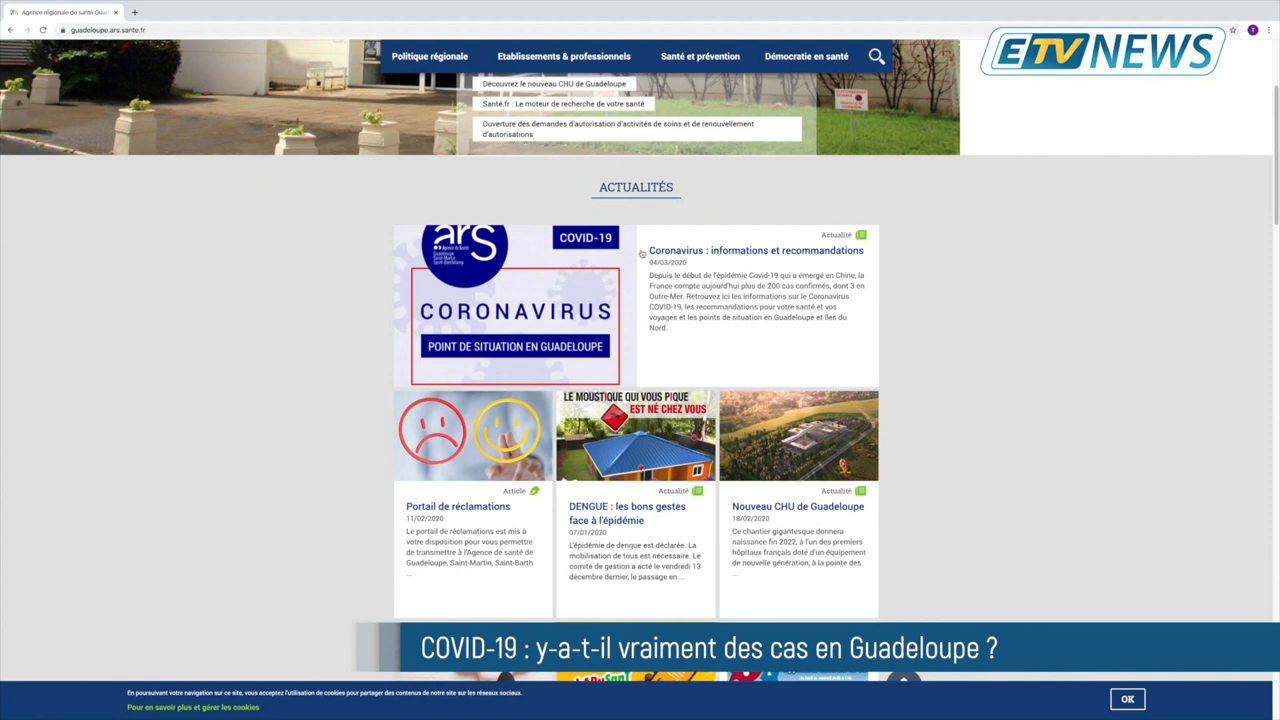 Agence régionale de santé Guad
guadeloupe.ars.sante.fr
T
ETV NEWS
Politique régionale
Etablissements & professionnels
Santé et prévention
Démocratie en santé
Découvrez le nouveau CHU de Guadeloupe
Santé.fr : Le moteur de recherche de votre santé
Ouverture des demandes d'autorisation d'activités de soins et de renouvellement
d'autorisations
ACTUALITÉS
ars
COVID-19
CORONAVIRUS
POINT DE SITUATION EN GUADELOUPE
Actualité
Coronavirus : informations et recommandations
04/03/2020
Depuis le début de l'épidémie Covid-19 qui a émergé en Chine, la
France compte aujourd'hui plus de 200 cas confirmés, dont 3 en
Outre-Mer. Retrouvez ici les informations sur le Coronavirus
COVID-19, les recommandations pour votre santé et vos
voyages et les points de situation en Guadeloupe et îles du
Nord.
Article
Portail de réclamations
11/02/2020
Le portail de réclamations est mis à
votre disposition pour vous permettre
de transmettre à l'Agence de santé de
Guadeloupe, Saint-Martin, Saint-Barth
...
LE MOUSTIQUE QUI VOUS PIQUE
EST NÉ CHEZ VOUS
Actualité
DENGUE : les bons gestes
face à l'épidémie
07/01/2020
L'épidémie de dengue est déclarée. La
mobilisation de tous est nécessaire. Le
comité de gestion a acté le vendredi 13
décembre dernier, le passage en ...
Actualité
Nouveau CHU de Guadeloupe
18/02/2020
Ce chantier gigantesque donnera
naissance fin 2022, à l'un des premiers
hôpitaux français doté d'un équipement
de nouvelle génération, à la pointe des
...
COVID-19 : y-a-t-il vraiment des cas en Guadeloupe ?
En poursuivant votre navigation sur ce site, vous acceptez l'utilisation de cookies pour partager des contenus de notre site sur les réseaux sociaux.
Pour en savoir plus et gérer les cookies
OK